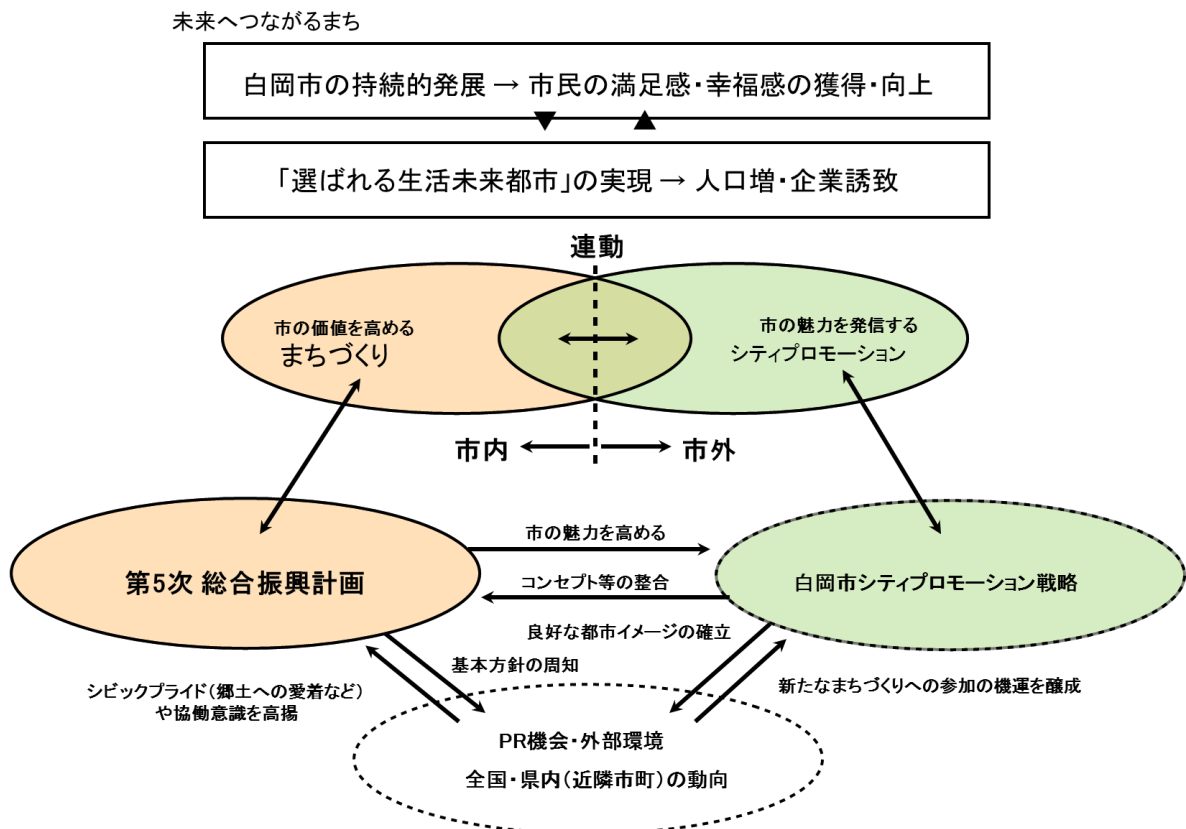 未来へつながるまち
白岡市の持続的発展 → 市民の満足感・幸福感の獲得・向上
「選ばれる生活未来都市」の実現 → 人口増・企業誘致
連動
市の価値を高める
まちづくり
市の魅力を発信する
シティプロモーション
市内
市外
第5次 総合振興計画
市の魅力を高める
コンセプト等の整合
白岡市シティプロモーション戦略
良好な都市イメージの確立
基本方針の周知
シビックプライド（郷土への愛着など）
や協働意識を高揚
新たなまちづくりへの参加の機運を醸成
PR機会・外部環境
全国・県内（近隣市町）の動向